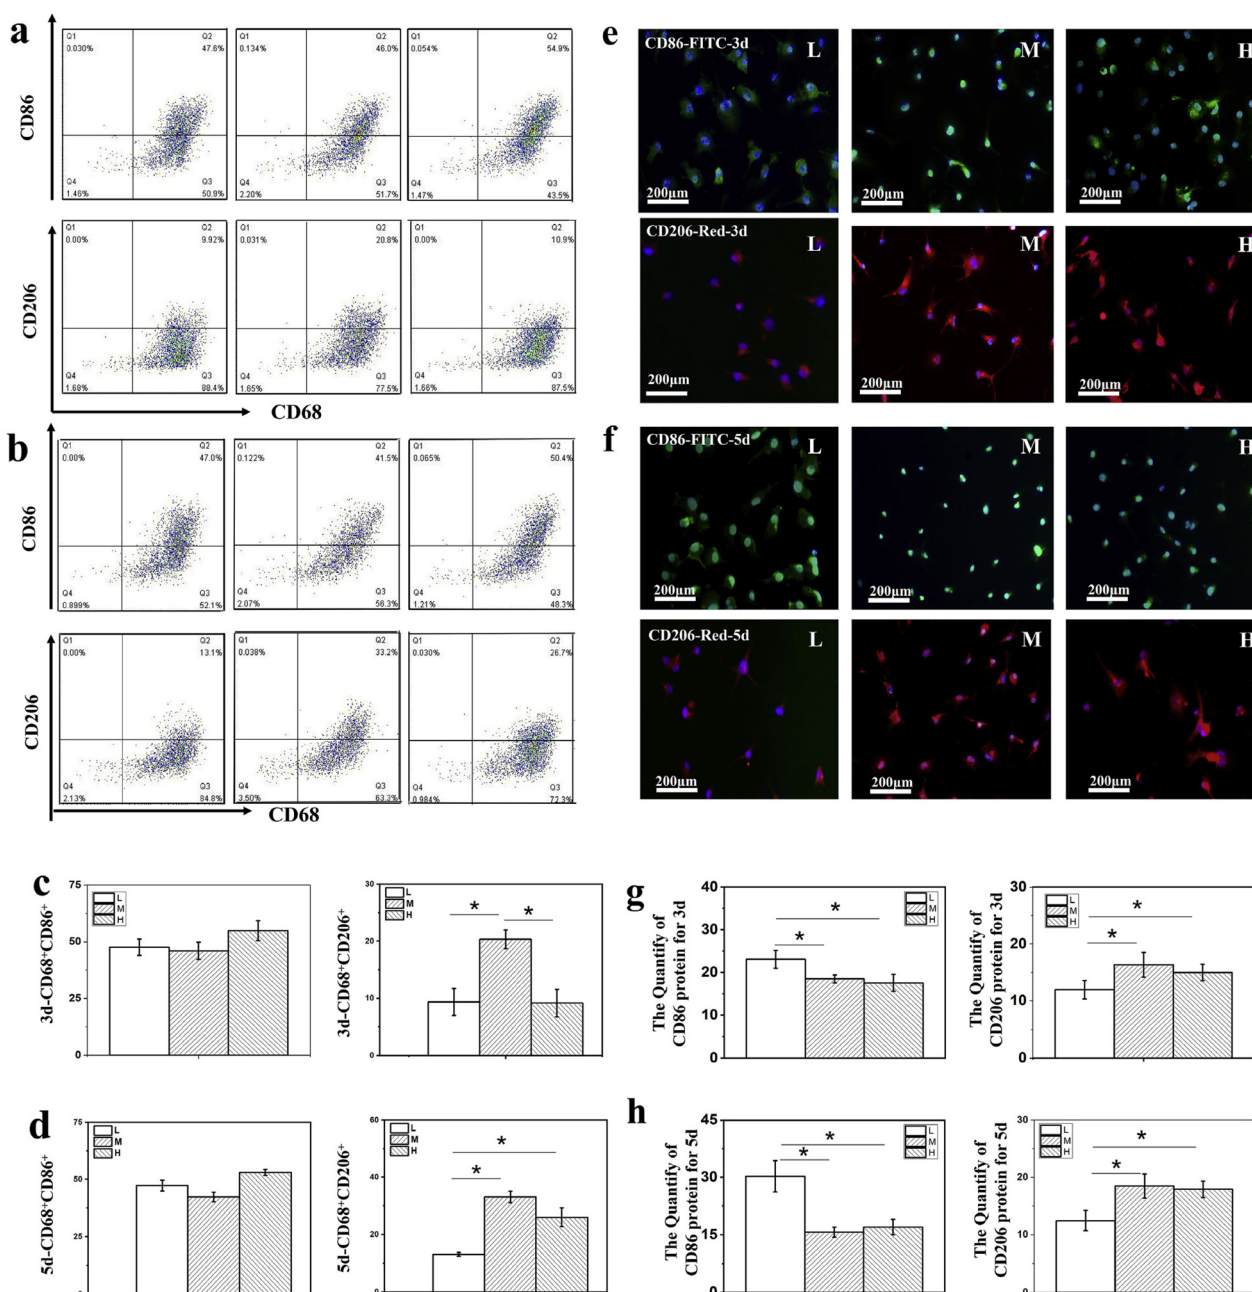 a
CD86
Q1
0.030%
Q2
47.6%
Q4
1.46%
Q3
50.9%
Q1
0.134%
Q2
46.0%
Q4
2.20%
Q3
51.7%
Q1
0.054%
Q2
54.9%
Q4
1.47%
Q3
43.5%
CD206
Q1
0.00%
Q2
9.92%
Q4
1.68%
Q3
88.4%
Q1
0.031%
Q2
20.8%
Q4
1.65%
Q3
77.5%
Q1
0.00%
Q2
10.9%
Q4
1.66%
Q3
87.5%
CD68
b
CD86
Q1
0.00%
Q2
47.0%
Q4
0.899%
Q3
52.1%
Q1
0.122%
Q2
41.5%
Q4
2.07%
Q3
56.3%
Q1
0.065%
Q2
50.4%
Q4
1.21%
Q3
48.3%
CD206
Q1
0.00%
Q2
13.1%
Q4
2.13%
Q3
84.8%
Q1
0.038%
Q2
33.2%
Q4
3.50%
Q3
63.3%
Q1
0.030%
Q2
26.7%
Q4
0.984%
Q3
72.3%
CD68
e
CD86-FITC-3d
L
200μm
M
200μm
H
200μm
CD206-Red-3d
L
200μm
M
200μm
H
200μm
f
CD86-FITC-5d
L
200μm
M
200μm
H
200μm
CD206-Red-5d
L
200μm
M
200μm
H
200μm
c
3d-CD68+CD86+
75
50
25
0
L
M
H
3d-CD68+CD206+
30
20
10
0
L
M
H
*
*
d
5d-CD68+CD86+
75
50
25
L
M
H
5d-CD68+CD206+
60
40
20
0
L
M
H
*
*
g
The Quantify of
CD86 protein for 3d
40
30
20
10
0
L
M
H
*
*
The Quantify of
CD206 protein for 3d
30
20
10
0
L
M
H
*
*
h
The Quantify of
CD86 protein for 5d
45
30
15
0
L
M
H
*
*
The Quantify of
CD206 protein for 5d
30
20
10
0
L
M
H
*
*